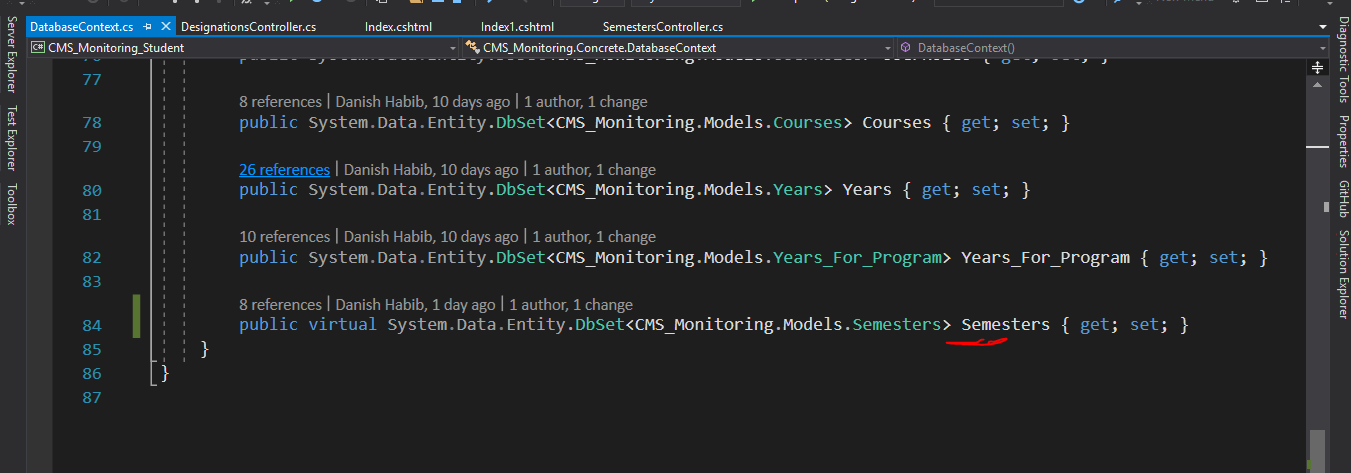 DatabaseContext.cs
DesignationsController.cs
Index.cshtml
Index1.cshtml
SemestersController.cs
C# CMS_Monitoring_Student
CMS_Monitoring.Concrete.DatabaseContext
DatabaseContext()
Server Explorer
Test Explorer
Toolbox
77
8 references | Danish Habib, 10 days ago | 1 author, 1 change
78 public System.Data.Entity.DbSet<CMS_Monitoring.Models.Courses> Courses { get; set; }
79
26 references | Danish Habib, 10 days ago | 1 author, 1 change
80 public System.Data.Entity.DbSet<CMS_Monitoring.Models.Years> Years { get; set; }
81
10 references | Danish Habib, 10 days ago | 1 author, 1 change
82 public System.Data.Entity.DbSet<CMS_Monitoring.Models.Years_For_Program> Years_For_Program { get; set; }
83
8 references | Danish Habib, 1 day ago | 1 author, 1 change
84 public virtual System.Data.Entity.DbSet<CMS_Monitoring.Models.Semesters> Semesters { get; set; }
85 }
86 }
87
Diagnostic Tools
Properties
GitHub
Solution Explorer